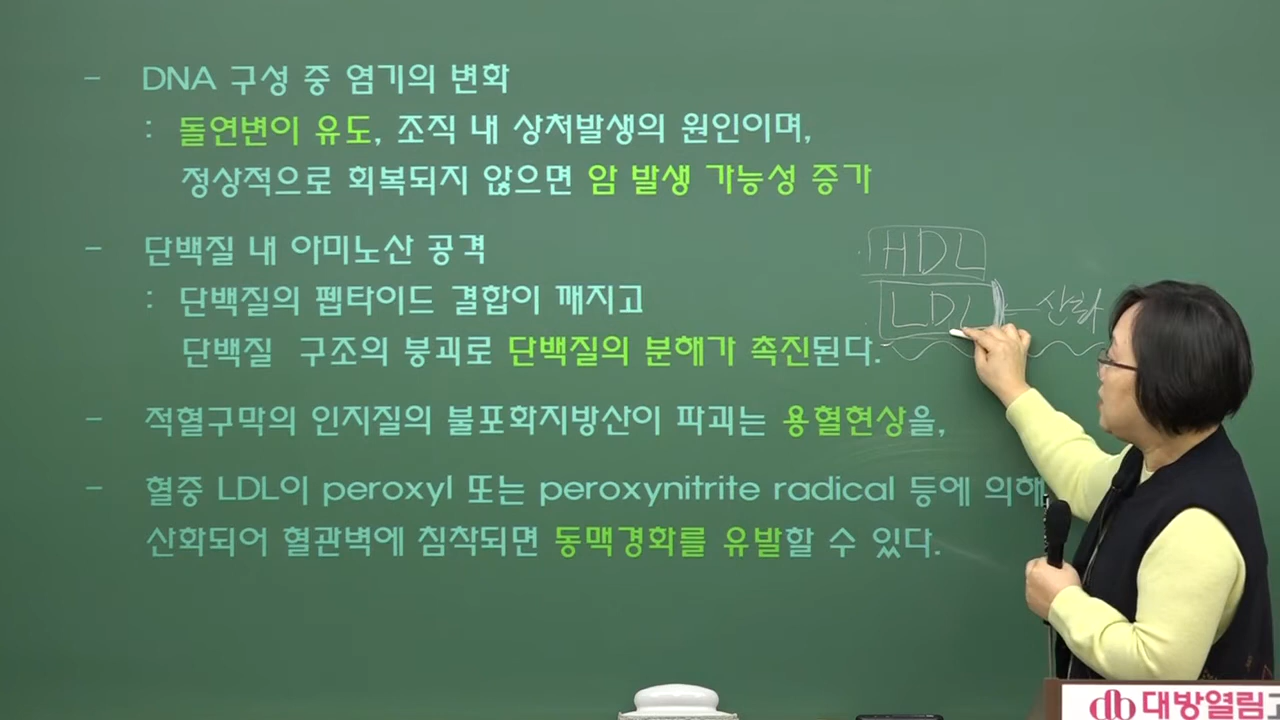 - DNA 구성 중 염기의 변화
: 돌연변이 유도, 조직 내 상처발생의 원인이며,
정상적으로 회복되지 않으면 암 발생 가능성 증가
- 단백질 내 아미노산 공격
: 단백질의 펩타이드 결합이 깨지고
단백질 구조의 붕괴로 단백질의 분해가 촉진된다.
- 적혈구막의 인지질의 불포화지방산이 파괴는 용혈현상을,
- 혈중 LDL이 peroxyl 또는 peroxynitrite radical 등에 의해
산화되어 혈관벽에 침착되면 동맥경화를 유발할 수 있다.
HDL
LDL ← 산화
대방열림고